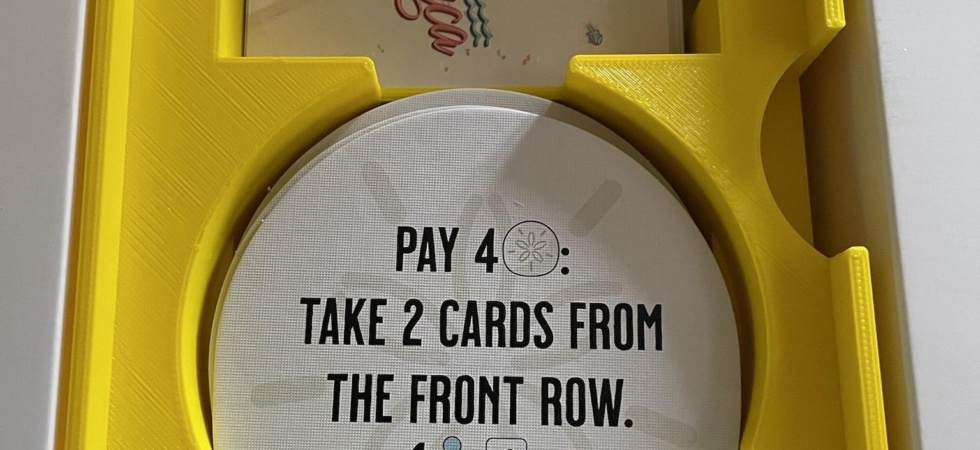 PAY 4 :
TAKE 2 CARDS FROM
THE FRONT ROW.